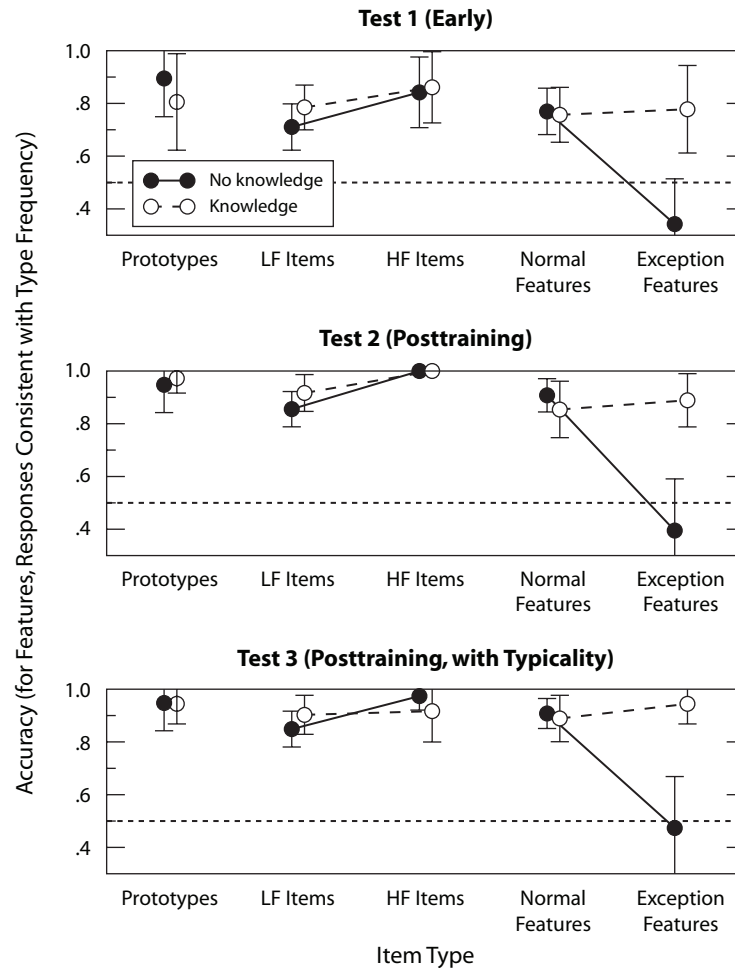 Test 1 (Early)
1.0
.8
.6
.4
No knowledge
Knowledge
Prototypes
LF Items
HF Items
Normal
Features
Exception
Features
Test 2 (Posttraining)
1.0
.8
.6
.4
Prototypes
LF Items
HF Items
Normal
Features
Exception
Features
Test 3 (Posttraining, with Typicality)
1.0
.8
.6
.4
Prototypes
LF Items
HF Items
Normal
Features
Exception
Features
Item Type
Accuracy (for Features, Responses Consistent with Type Frequency)